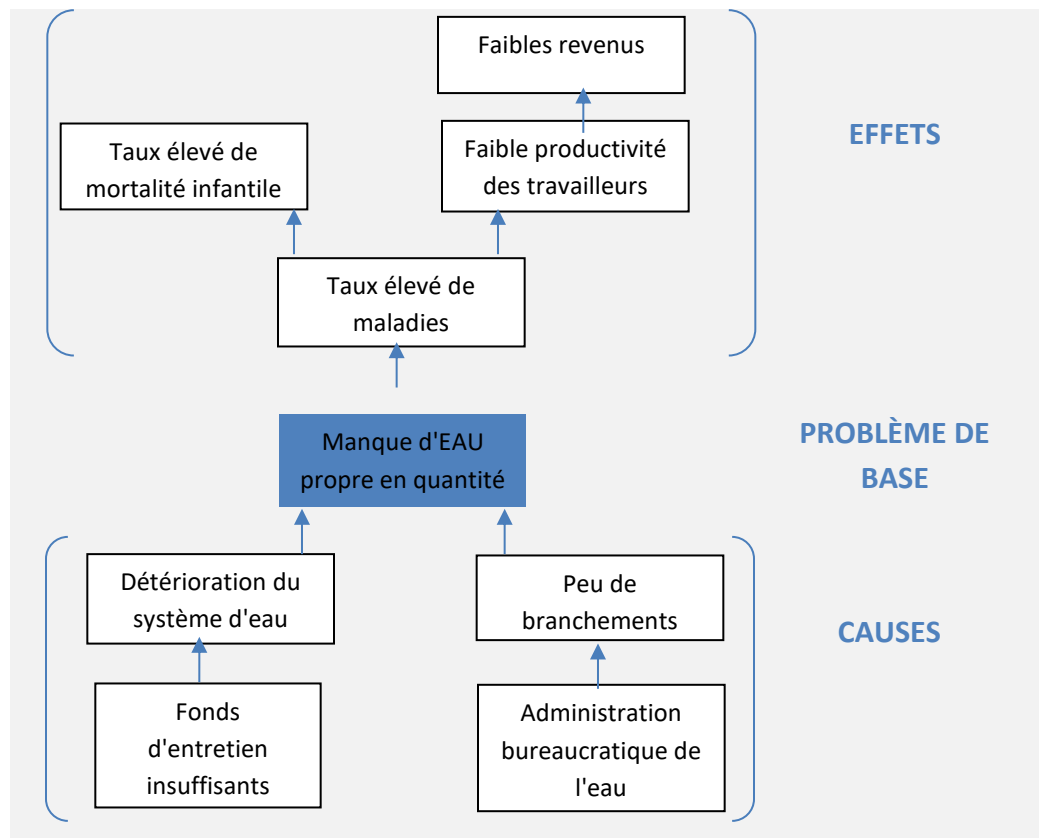 Faibles revenus
Taux élevé de
mortalité infantile
Faible productivité
des travailleurs
EFFETS
Taux élevé de
maladies
Manque d'EAU
propre en quantité
PROBLÈME DE
BASE
Détérioration du
système d'eau
Peu de
branchements
CAUSES
Fonds
d'entretien
insuffisants
Administration
bureaucratique de
l'eau